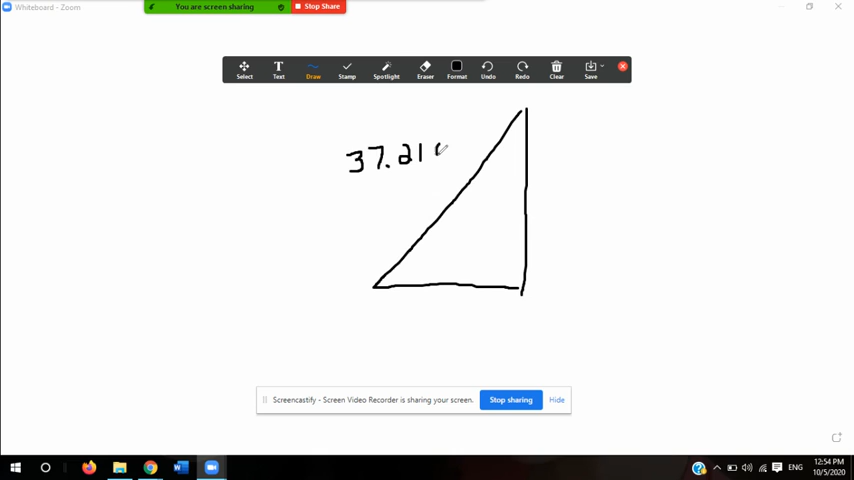 Whiteboard - Zoom
You are screen sharing
Stop Share
Select
Text
Draw
Stamp
Spotlight
Eraser
Format
Undo
Redo
Clear
Save
37.21
Screencastify - Screen Video Recorder is sharing your screen.
Stop sharing
Hide
ENG
12:54 PM
10/5/2020